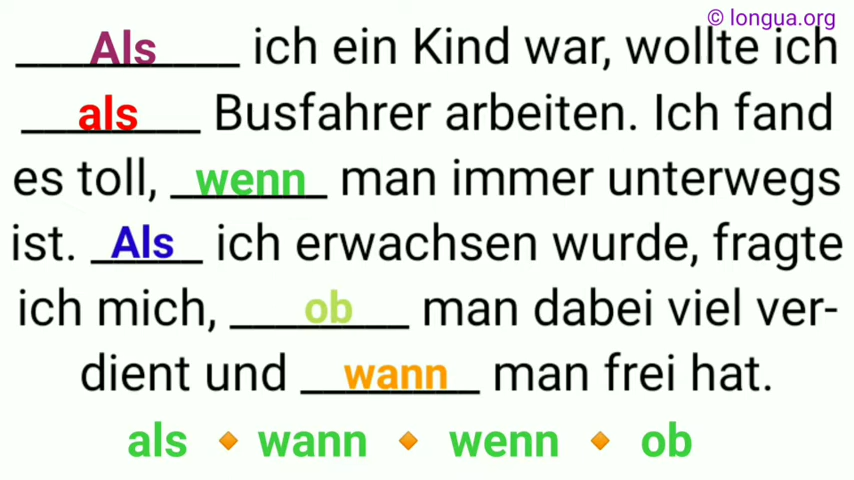 © longua.org
Als ich ein Kind war, wollte ich
als Busfahrer arbeiten. Ich fand
es toll, wenn man immer unterwegs
ist. Als ich erwachsen wurde, fragte
ich mich, ob man dabei viel ver-
dient und wann man frei hat.
als 🔸 wann 🔸 wenn 🔸 ob